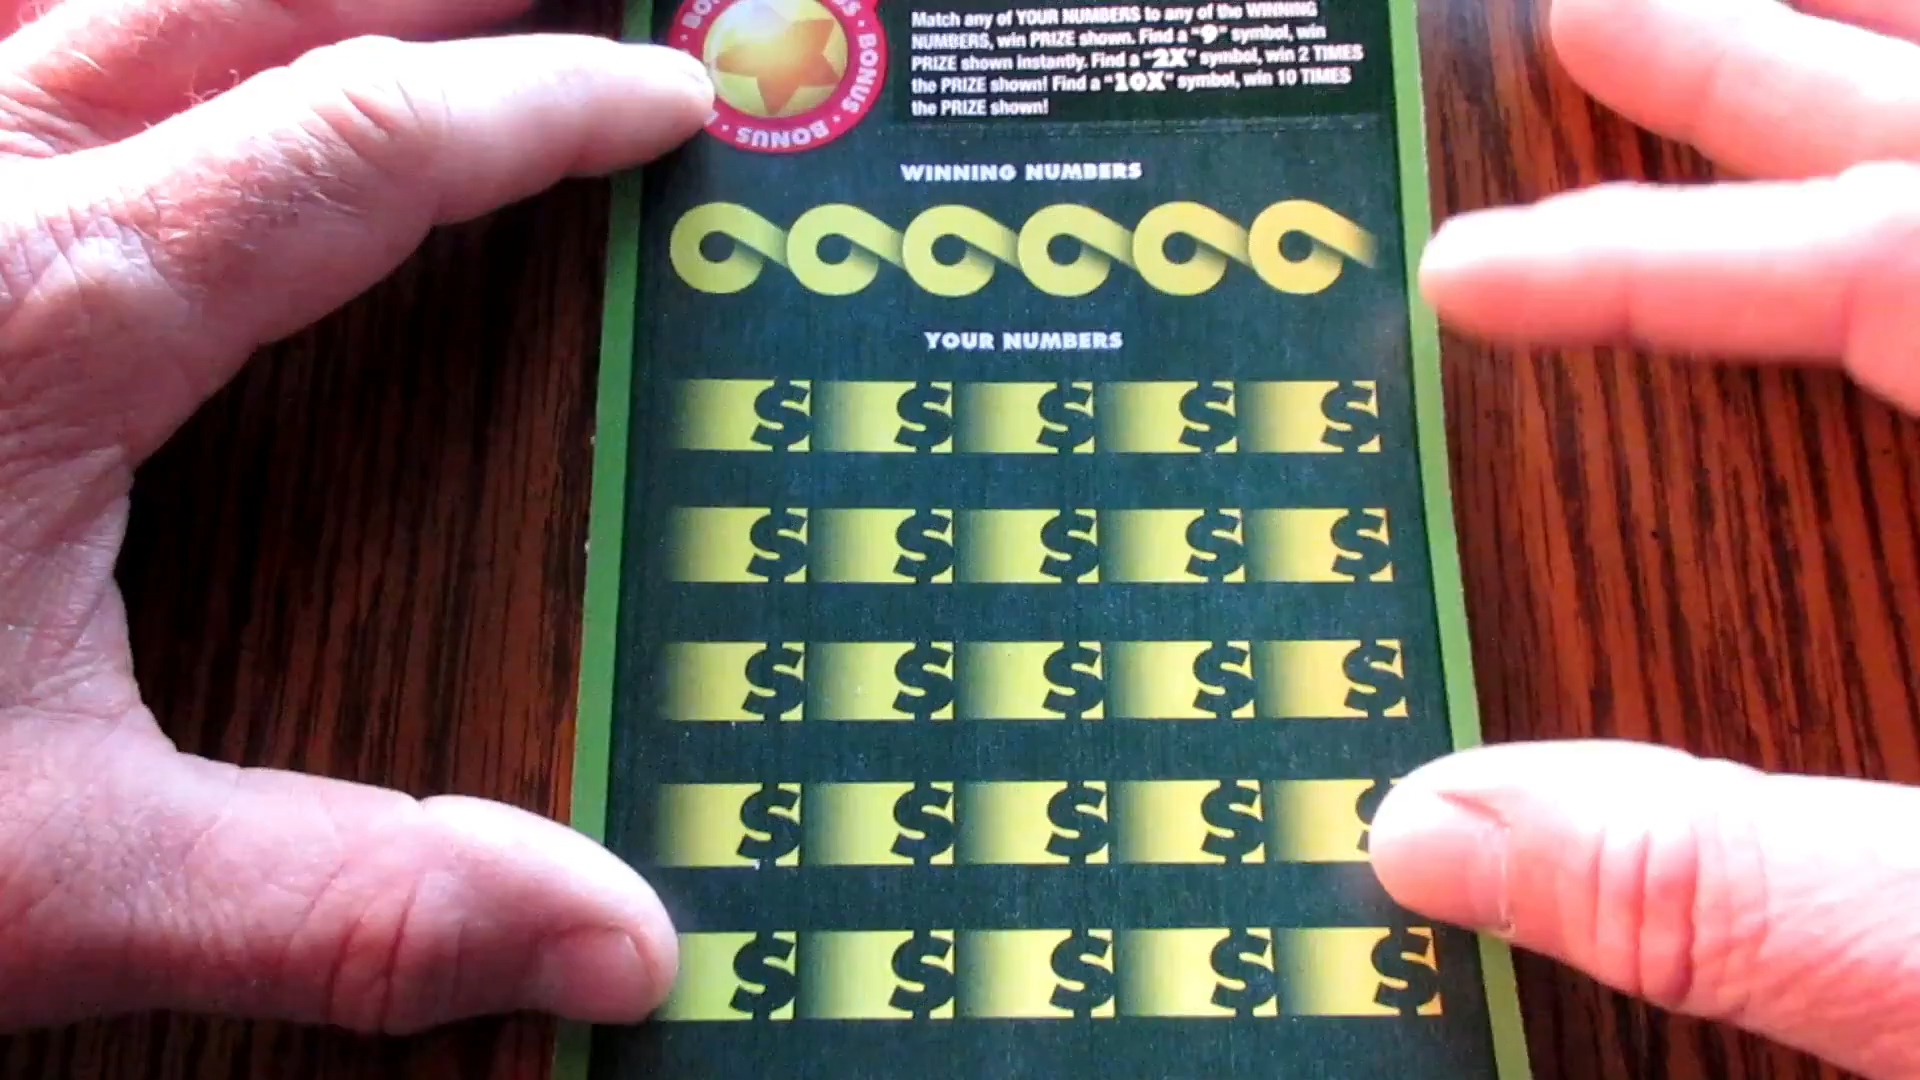 BONUS · BONUS · BONUS
Match any of YOUR NUMBERS to any of the WINNING
NUMBERS, win PRIZE shown. Find a "9" symbol, win
PRIZE shown instantly. Find a "2X" symbol, win 2 TIMES
the PRIZE shown! Find a "10X" symbol, win 10 TIMES
the PRIZE shown!
WINNING NUMBERS
YOUR NUMBERS
$ $ $ $ $
$ $ $ $ $
$ $ $ $ $
$ $ $ $ $
$ $ $ $ $